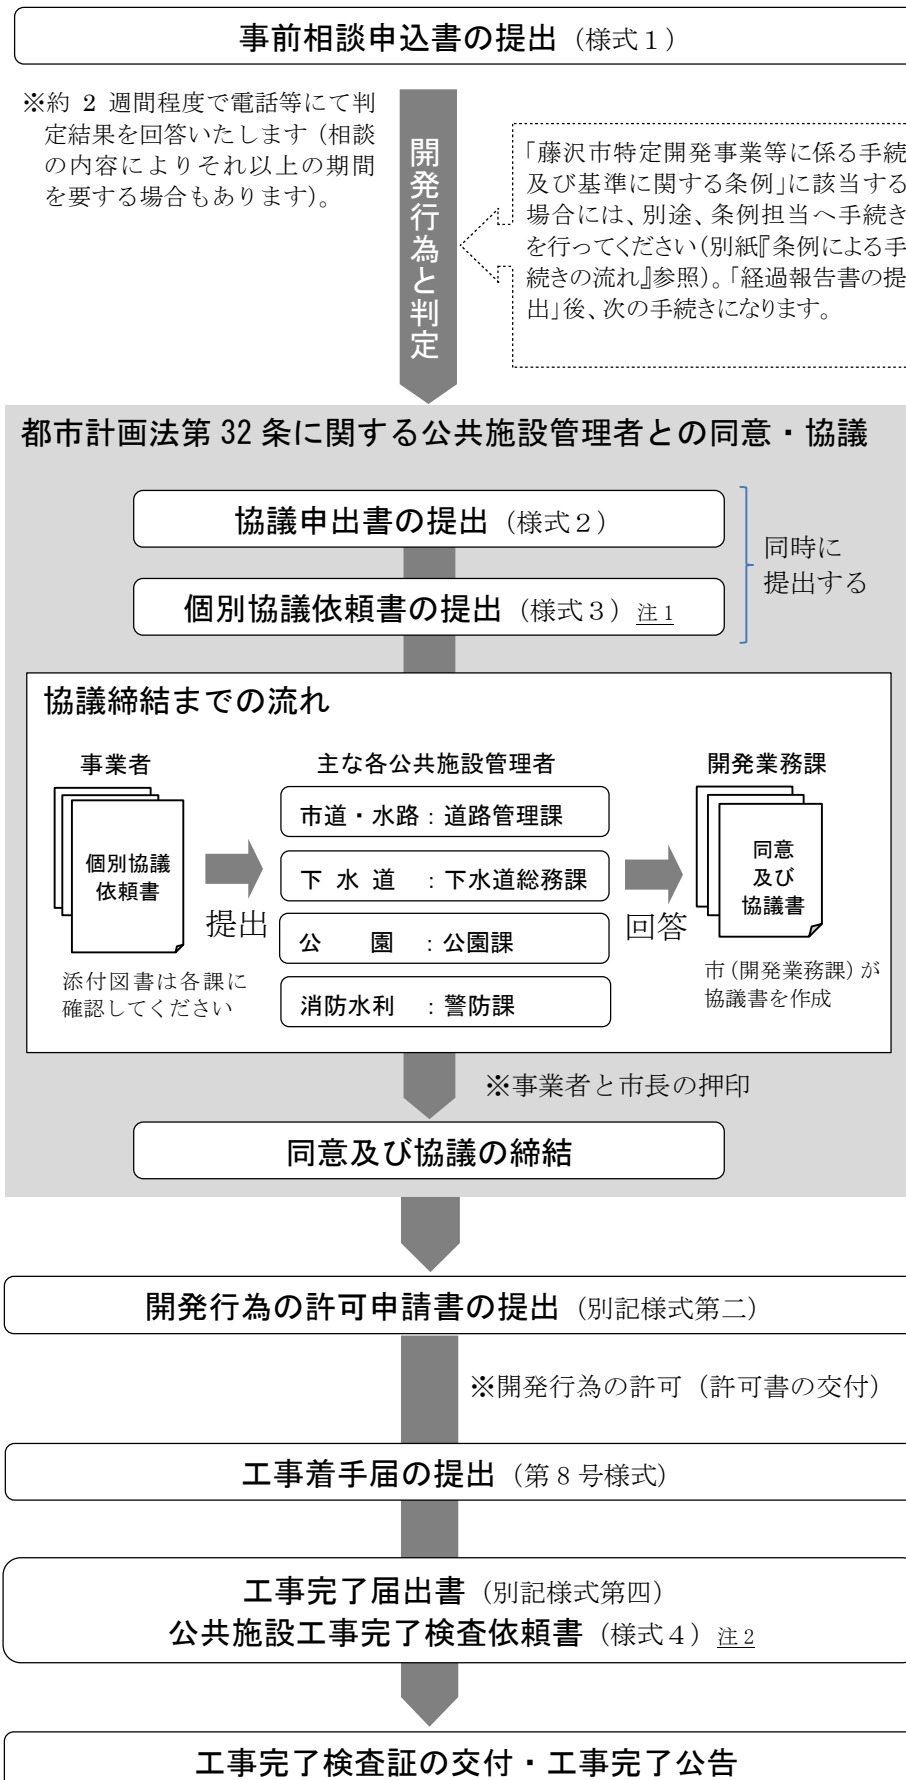 事前相談申込書の提出（様式１）
※約 2 週間程度で電話等にて判
定結果を回答いたします（相談
の内容によりそれ以上の期間
を要する場合もあります）。
開発行為と判定
「藤沢市特定開発事業等に係る手続
及び基準に関する条例」に該当する
場合には、別途、条例担当へ手続き
を行ってください（別紙『条例による手
続きの流れ』参照）。「経過報告書の提
出」後、次の手続きになります。
都市計画法第 32 条に関する公共施設管理者との同意・協議
協議申出書の提出（様式２）
個別協議依頼書の提出（様式３）注１
同時に
提出する
協議締結までの流れ
事業者
個別協議
依頼書
添付図書は各課に
確認してください
提出
主な各公共施設管理者
市道・水路：道路管理課
下 水 道 ：下水道総務課
公　　園 ：公園課
消防水利 ：警防課
回答
開発業務課
同意
及び
協議書
市（開発業務課）が
協議書を作成
※事業者と市長の押印
同意及び協議の締結
開発行為の許可申請書の提出（別記様式第二）
※開発行為の許可（許可書の交付）
工事着手届の提出（第８号様式）
工事完了届出書（別記様式第四）
公共施設工事完了検査依頼書（様式４）注２
工事完了検査証の交付・工事完了公告